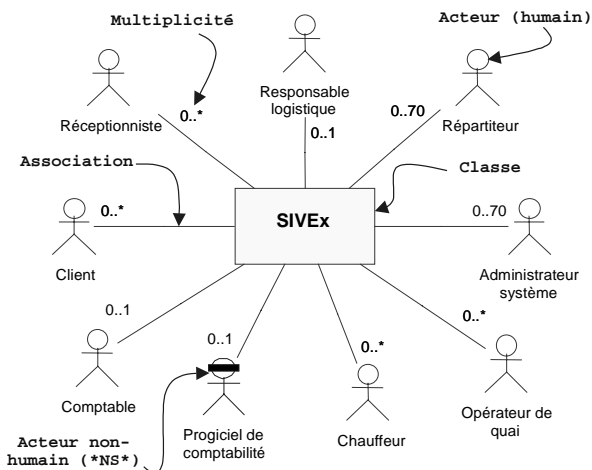 Multiplicité
Acteur (humain)
Responsable
logistique
Réceptionniste
0..*
0..1
0..70
Répartiteur
Association
Classe
0..*
SIVEx
0..70
Client
Administrateur
système
0..1
0..1
0..*
0..*
Comptable
Progiciel de
comptabilité
Chauffeur
Opérateur de
quai
Acteur non-
humain (*NS*)